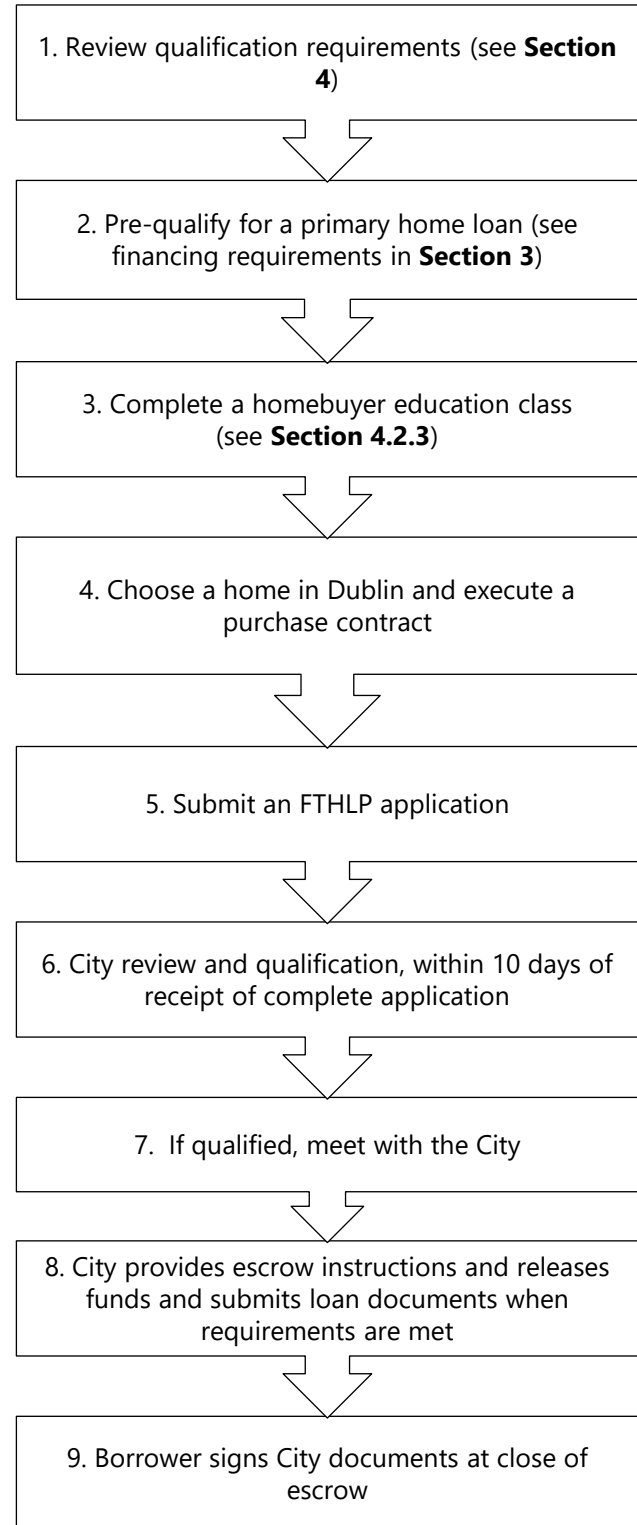 1. Review qualification requirements (see Section
4)
2. Pre-qualify for a primary home loan (see
financing requirements in Section 3)
3. Complete a homebuyer education class
(see Section 4.2.3)
4. Choose a home in Dublin and execute a
purchase contract
5. Submit an FTHLP application
6. City review and qualification, within 10 days of
receipt of complete application
7.  If qualified, meet with the City
8. City provides escrow instructions and releases
funds and submits loan documents when
requirements are met
9. Borrower signs City documents at close of
escrow